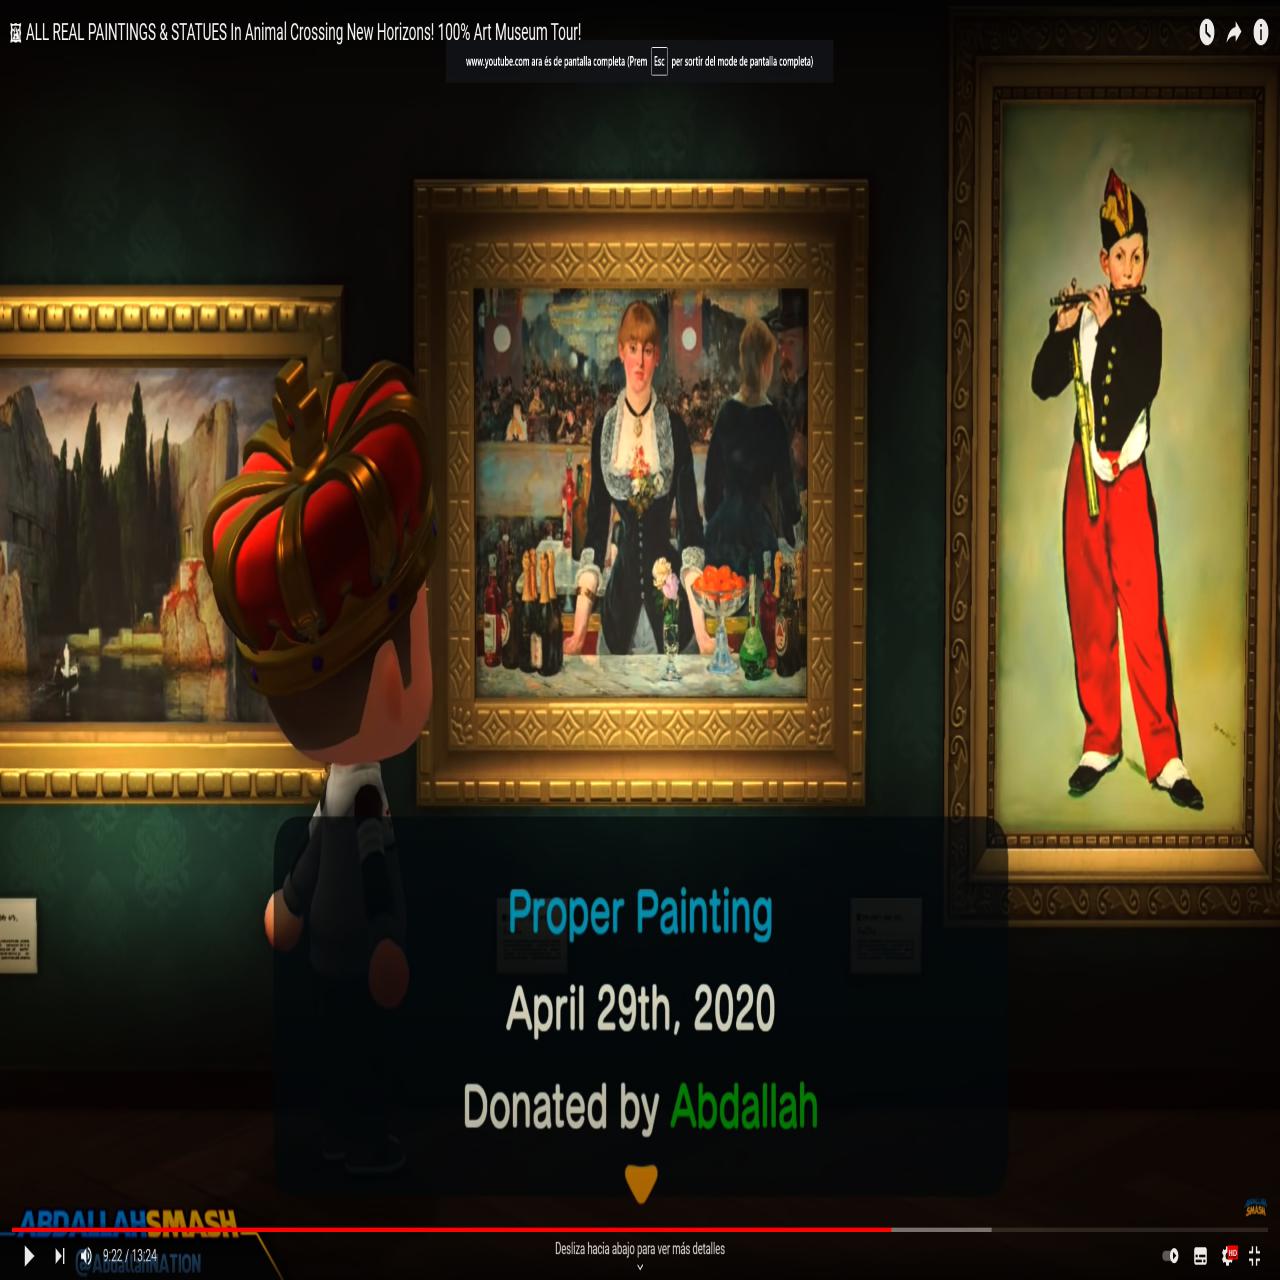 ALL REAL PAINTINGS & STATUES In Animal Crossing New Horizons! 100% Art Museum Tour!
www.youtube.com ara és de pantalla completa (Prem Esc per sortir del mode de pantalla completa)
Proper Painting
April 29th, 2020
Donated by Abdallah
ABDALLAHSMASH
9:22 / 13:24
@AbdallahNATION
Desliza hacia abajo para ver más detalles
HD
SMASH